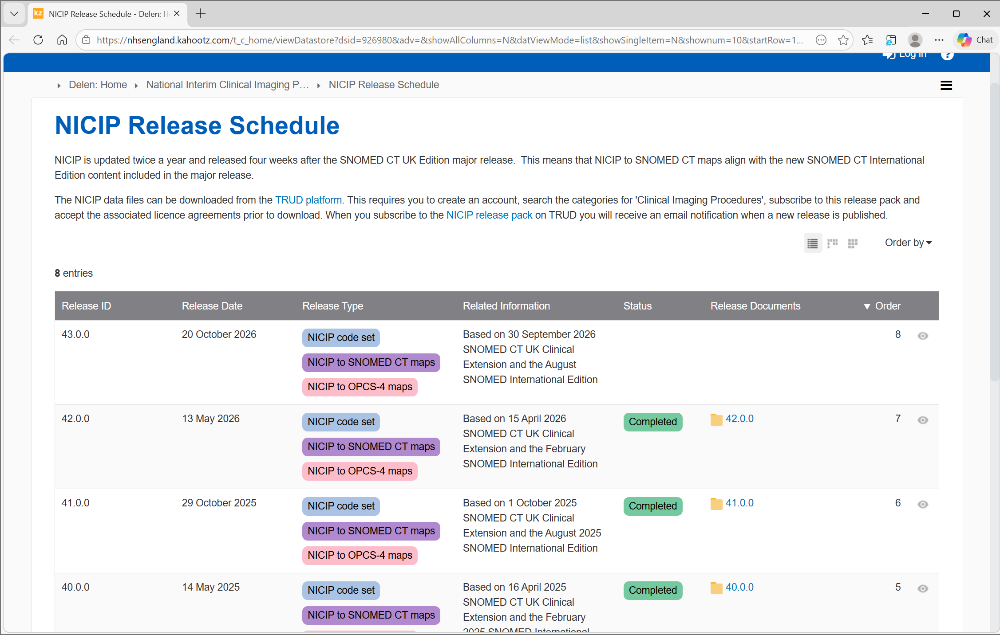 NICIP Release Schedule - Delen: Ho
https://nhsengland.kahootz.com/t_c_home/viewDatastore?dsid=926980&adv=&showAllColumns=N&datViewMode=list&showSingleItem=N&shownum=10&startRow=1...
Chat
Log in
Delen: Home
National Interim Clinical Imaging P...
NICIP Release Schedule
NICIP Release Schedule
NICIP is updated twice a year and released four weeks after the SNOMED CT UK Edition major release.  This means that NICIP to SNOMED CT maps align with the new SNOMED CT International
Edition content included in the major release.
The NICIP data files can be downloaded from the TRUD platform. This requires you to create an account, search the categories for 'Clinical Imaging Procedures', subscribe to this release pack and
accept the associated licence agreements prior to download. When you subscribe to the NICIP release pack on TRUD you will receive an email notification when a new release is published.
Order by
8 entries
Release ID Release Date Release Type Related Information Status Release Documents ▼ Order
43.0.0 20 October 2026 NICIP code set Based on 30 September 2026 8
SNOMED CT UK Clinical
NICIP to SNOMED CT maps Extension and the August
SNOMED International Edition
NICIP to OPCS-4 maps
42.0.0 13 May 2026 NICIP code set Based on 15 April 2026 Completed 42.0.0 7
SNOMED CT UK Clinical
NICIP to SNOMED CT maps Extension and the February
SNOMED International Edition
NICIP to OPCS-4 maps
41.0.0 29 October 2025 NICIP code set Based on 1 October 2025 Completed 41.0.0 6
SNOMED CT UK Clinical
NICIP to SNOMED CT maps Extension and the August 2025
SNOMED International Edition
NICIP to OPCS-4 maps
40.0.0 14 May 2025 NICIP code set Based on 16 April 2025 Completed 40.0.0 5
SNOMED CT UK Clinical
NICIP to SNOMED CT maps Extension and the February
2025 SNOMED International